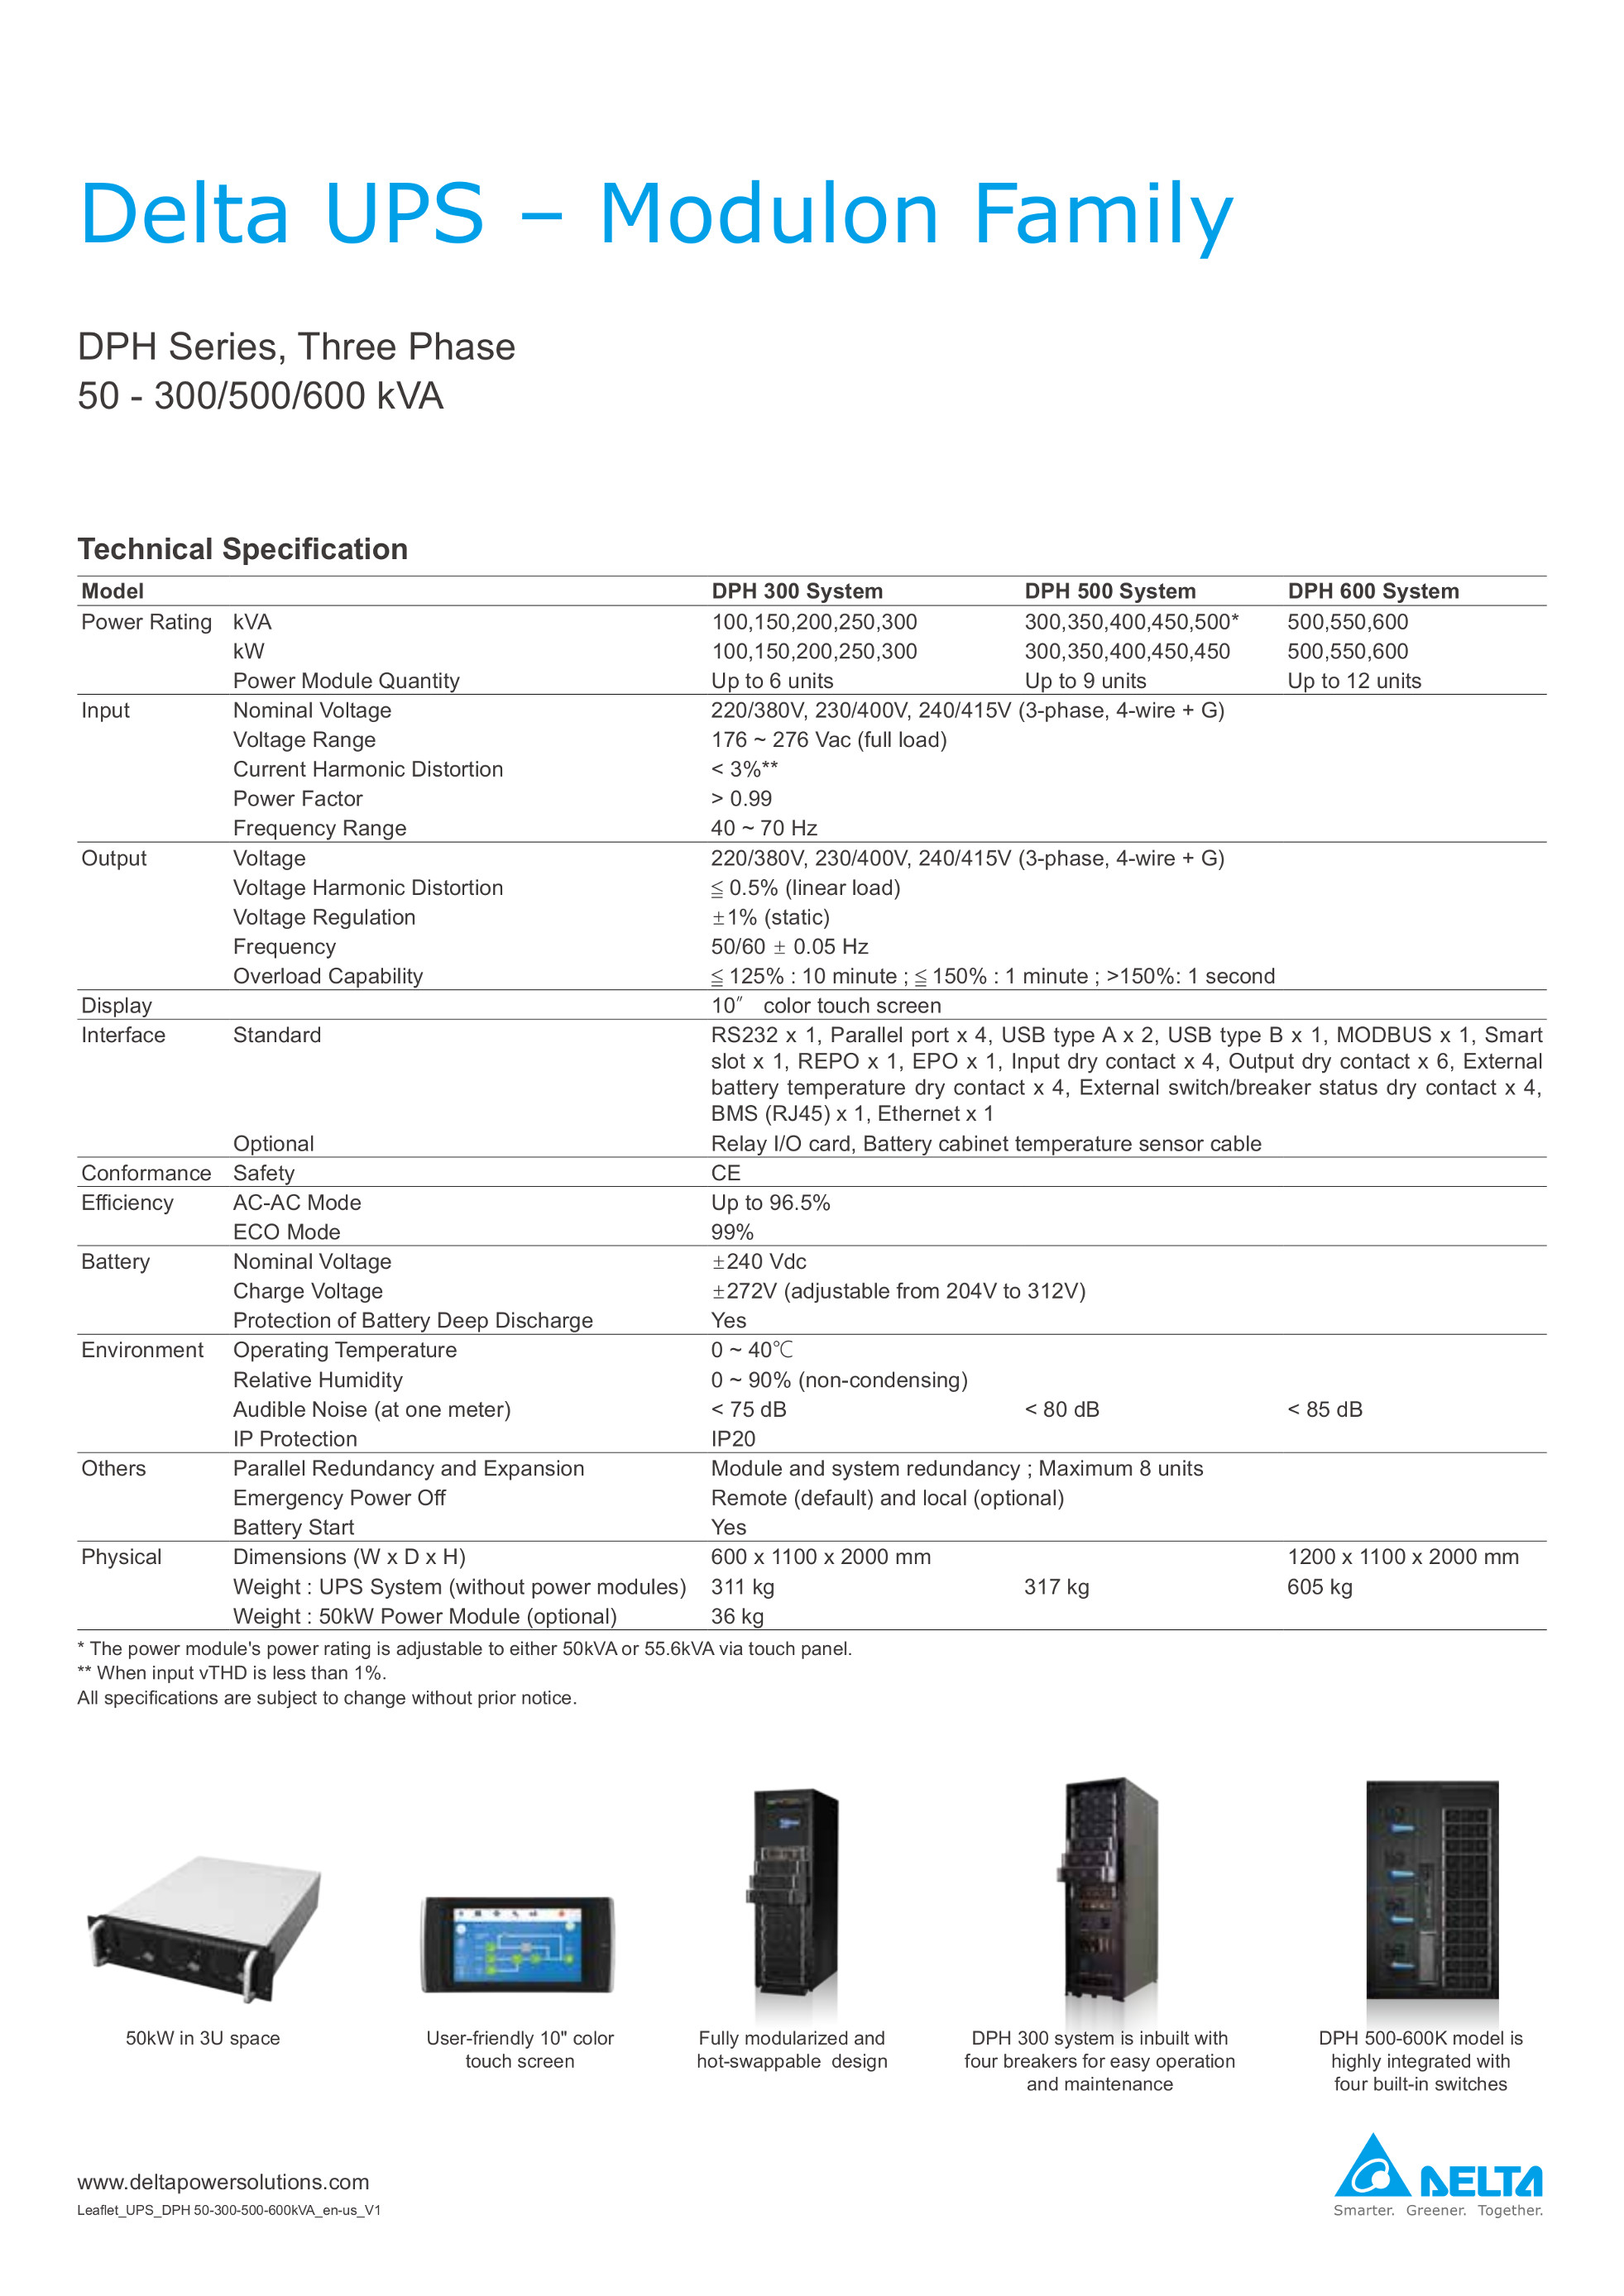 Delta UPS – Modulon Family
DPH Series, Three Phase
50 - 300/500/600 kVA
Technical Specification
Model DPH 300 System DPH 500 System DPH 600 System
Power Rating kVA 100,150,200,250,300 300,350,400,450,500* 500,550,600
kW 100,150,200,250,300 300,350,400,450,450 500,550,600
Power Module Quantity Up to 6 units Up to 9 units Up to 12 units
Input Nominal Voltage 220/380V, 230/400V, 240/415V (3-phase, 4-wire + G)
Voltage Range 176 ~ 276 Vac (full load)
Current Harmonic Distortion < 3%**
Power Factor > 0.99
Frequency Range 40 ~ 70 Hz
Output Voltage 220/380V, 230/400V, 240/415V (3-phase, 4-wire + G)
Voltage Harmonic Distortion ≦ 0.5% (linear load)
Voltage Regulation ±1% (static)
Frequency 50/60 ± 0.05 Hz
Overload Capability ≦ 125% : 10 minute ; ≦ 150% : 1 minute ; >150%: 1 second
Display 10″ color touch screen
Interface Standard RS232 x 1, Parallel port x 4, USB type A x 2, USB type B x 1, MODBUS x 1, Smart
slot x 1, REPO x 1, EPO x 1, Input dry contact x 4, Output dry contact x 6, External
battery temperature dry contact x 4, External switch/breaker status dry contact x 4,
BMS (RJ45) x 1, Ethernet x 1
Optional Relay I/O card, Battery cabinet temperature sensor cable
Conformance Safety CE
Efficiency AC-AC Mode Up to 96.5%
ECO Mode 99%
Battery Nominal Voltage ±240 Vdc
Charge Voltage ±272V (adjustable from 204V to 312V)
Protection of Battery Deep Discharge Yes
Environment Operating Temperature 0 ~ 40℃
Relative Humidity 0 ~ 90% (non-condensing)
Audible Noise (at one meter) < 75 dB < 80 dB < 85 dB
IP Protection IP20
Others Parallel Redundancy and Expansion Module and system redundancy ; Maximum 8 units
Emergency Power Off Remote (default) and local (optional)
Battery Start Yes
Physical Dimensions (W x D x H) 600 x 1100 x 2000 mm 1200 x 1100 x 2000 mm
Weight : UPS System (without power modules) 311 kg 317 kg 605 kg
Weight : 50kW Power Module (optional) 36 kg
* The power module's power rating is adjustable to either 50kVA or 55.6kVA via touch panel.
** When input vTHD is less than 1%.
All specifications are subject to change without prior notice.
50kW in 3U space
User-friendly 10" color
touch screen
Fully modularized and
hot-swappable design
DPH 300 system is inbuilt with
four breakers for easy operation
and maintenance
DPH 500-600K model is
highly integrated with
four built-in switches
www.deltapowersolutions.com
Leaflet_UPS_DPH 50-300-500-600kVA_en-us_V1
DELTA
Smarter. Greener. Together.